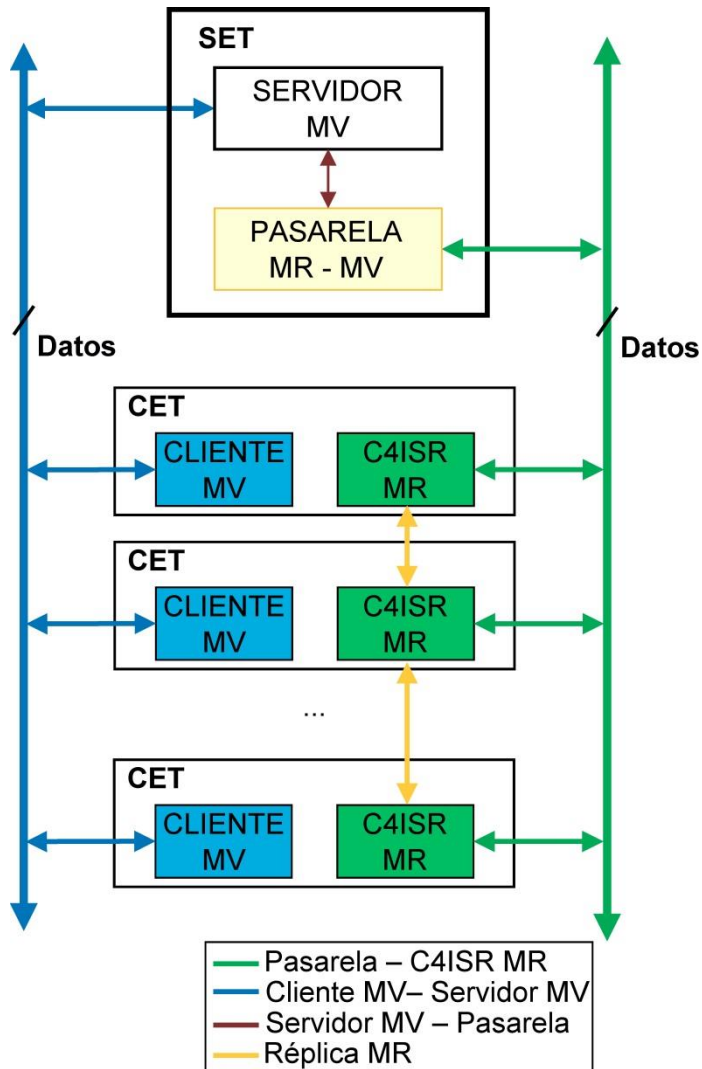 SET
SERVIDOR
MV
PASARELA
MR - MV
Datos
Datos
CET
CLIENTE
MV
C4ISR
MR
CET
CLIENTE
MV
C4ISR
MR
...
CET
CLIENTE
MV
C4ISR
MR
Pasarela – C4ISR MR
Cliente MV– Servidor MV
Servidor MV – Pasarela
Réplica MR